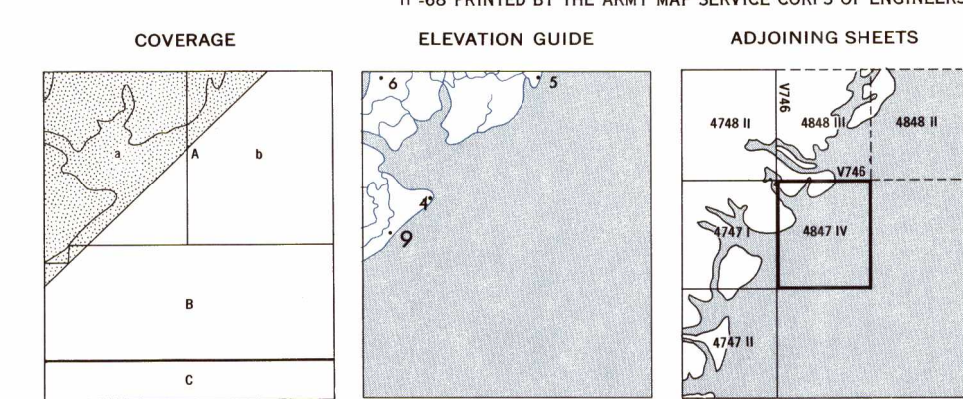 -68 PRINTED BY THE ARMY MAP SERVICE CORPS OF ENGINEERS
COVERAGE
a
A
b
B
C
ELEVATION GUIDE
6
5
4
9
ADJOINING SHEETS
V746
4748 II
4848 III
4848 II
V746
4747 I
4847 IV
4747 II